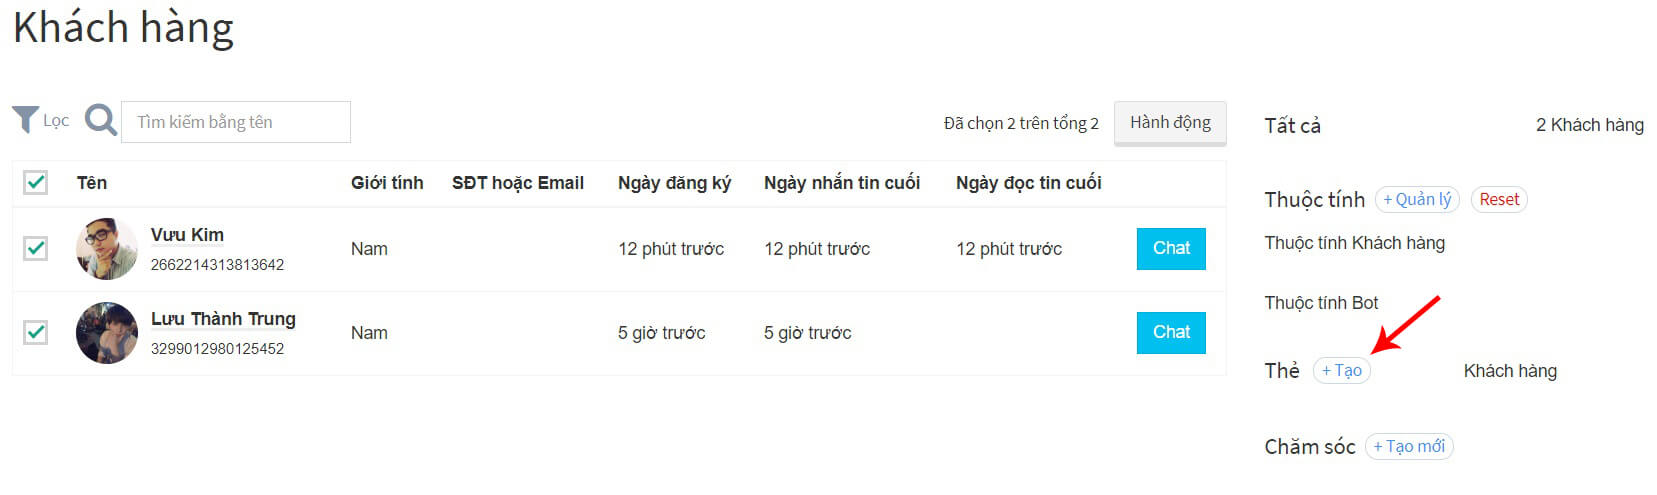 Khách hàng
Lọc
Tìm kiếm bằng tên
Đã chọn 2 trên tổng 2
Hành động
Tên Giới tính SĐT hoặc Email Ngày đăng ký Ngày nhắn tin cuối Ngày đọc tin cuối
Vưu Kim
2662214313813642
Nam 12 phút trước 12 phút trước 12 phút trước Chat
Lưu Thành Trung
3299012980125452
Nam 5 giờ trước 5 giờ trước Chat
Tất cả 2 Khách hàng
Thuộc tính + Quản lý Reset
Thuộc tính Khách hàng
Thuộc tính Bot
Thẻ + Tạo Khách hàng
Chăm sóc + Tạo mới